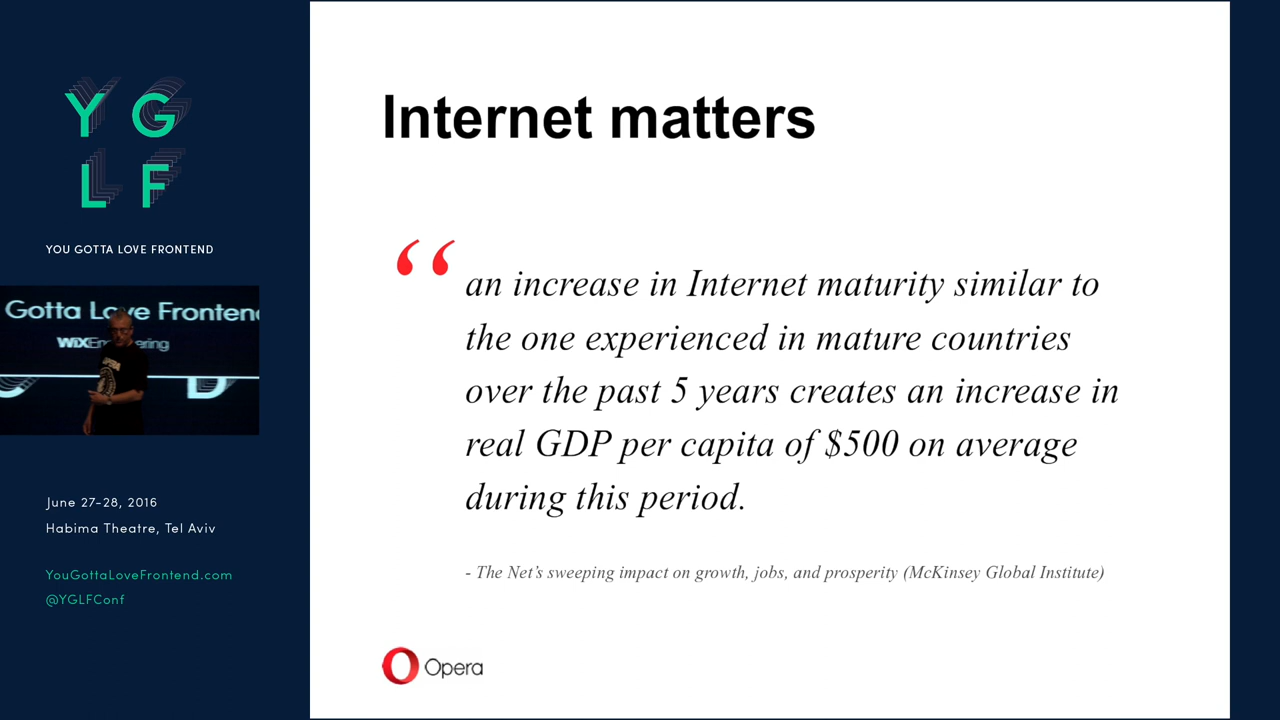 Y G
L F
YOU GOTTA LOVE FRONTEND
Gotta Love Frontend
WiX Engineering
June 27-28, 2016
Habima Theatre, Tel Aviv
YouGottaLoveFrontend.com
@YGLFConf
Internet matters
“ an increase in Internet maturity similar to
the one experienced in mature countries
over the past 5 years creates an increase in
real GDP per capita of $500 on average
during this period.
- The Net’s sweeping impact on growth, jobs, and prosperity (McKinsey Global Institute)
Opera